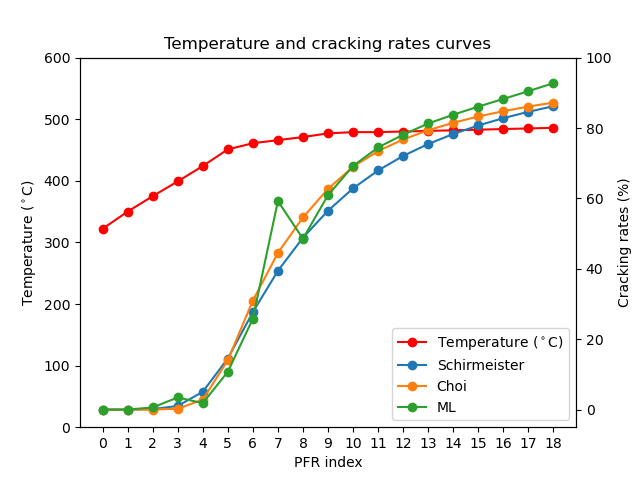 Temperature and cracking rates curves
600
500
400
300
200
100
0
Temperature (°C)
100
80
60
40
20
0
Cracking rates (%)
Temperature (°C)
Schirmeister
Choi
ML
0 1 2 3 4 5 6 7 8 9 10 11 12 13 14 15 16 17 18
PFR index